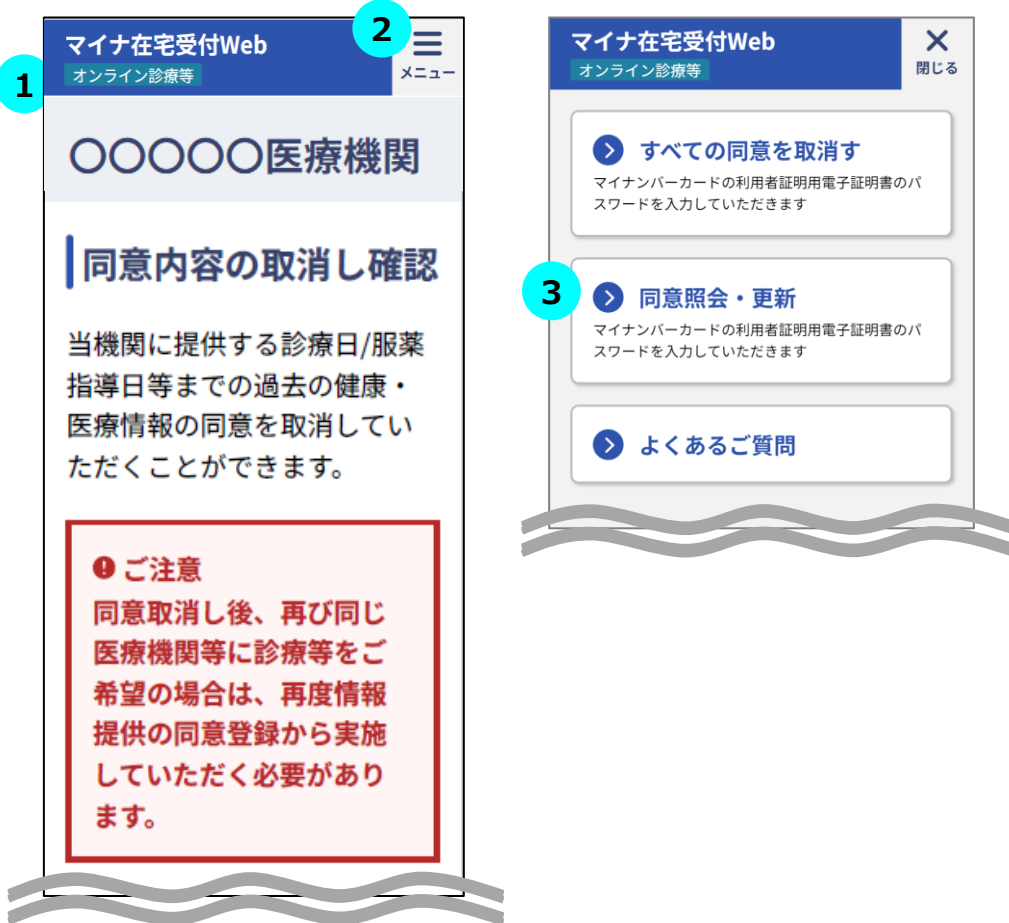 1
2
マイナ在宅受付Web
オンライン診療等
メニュー
〇〇〇〇〇医療機関
同意内容の取消し確認
当機関に提供する診療日/服薬
指導日等までの過去の健康・
医療情報の同意を取消してい
ただくことができます。
ご注意
同意取消し後、再び同じ
医療機関等に診療等をご
希望の場合は、再度情報
提供の同意登録から実施
していただく必要があり
ます。
マイナ在宅受付Web
オンライン診療等
閉じる
すべての同意を取消す
マイナンバーカードの利用者証明用電子証明書のパ
スワードを入力していただきます
3
同意照会・更新
マイナンバーカードの利用者証明用電子証明書のパ
スワードを入力していただきます
よくあるご質問